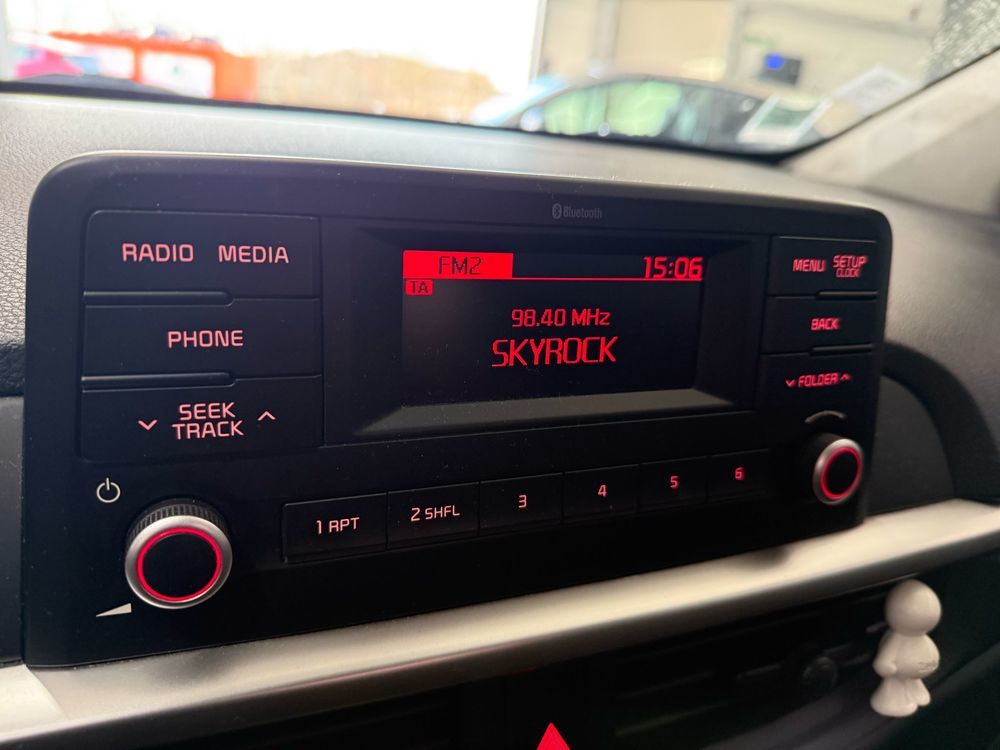 Bluetooth
RADIO MEDIA
PHONE
SEEK
TRACK
FM2 15:06
TA
98.40 MHz
SKYROCK
MENU SETUP
CLOCK
BACK
FOLDER
1 RPT 2 SHFL 3 4 5 6